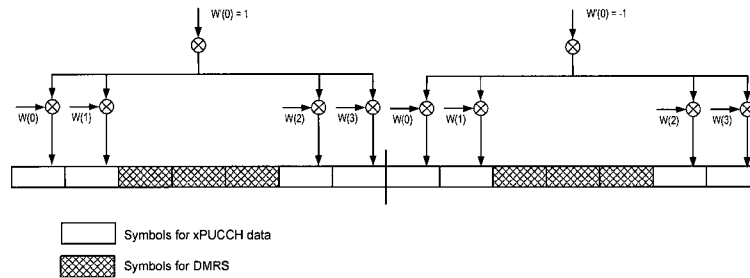 W'(0) = 1
W'(0) = -1
W(0)
W(1)
W(2)
W(3)
W(0)
W(1)
W(2)
W(3)
Symbols for xPUCCH data
Symbols for DMRS